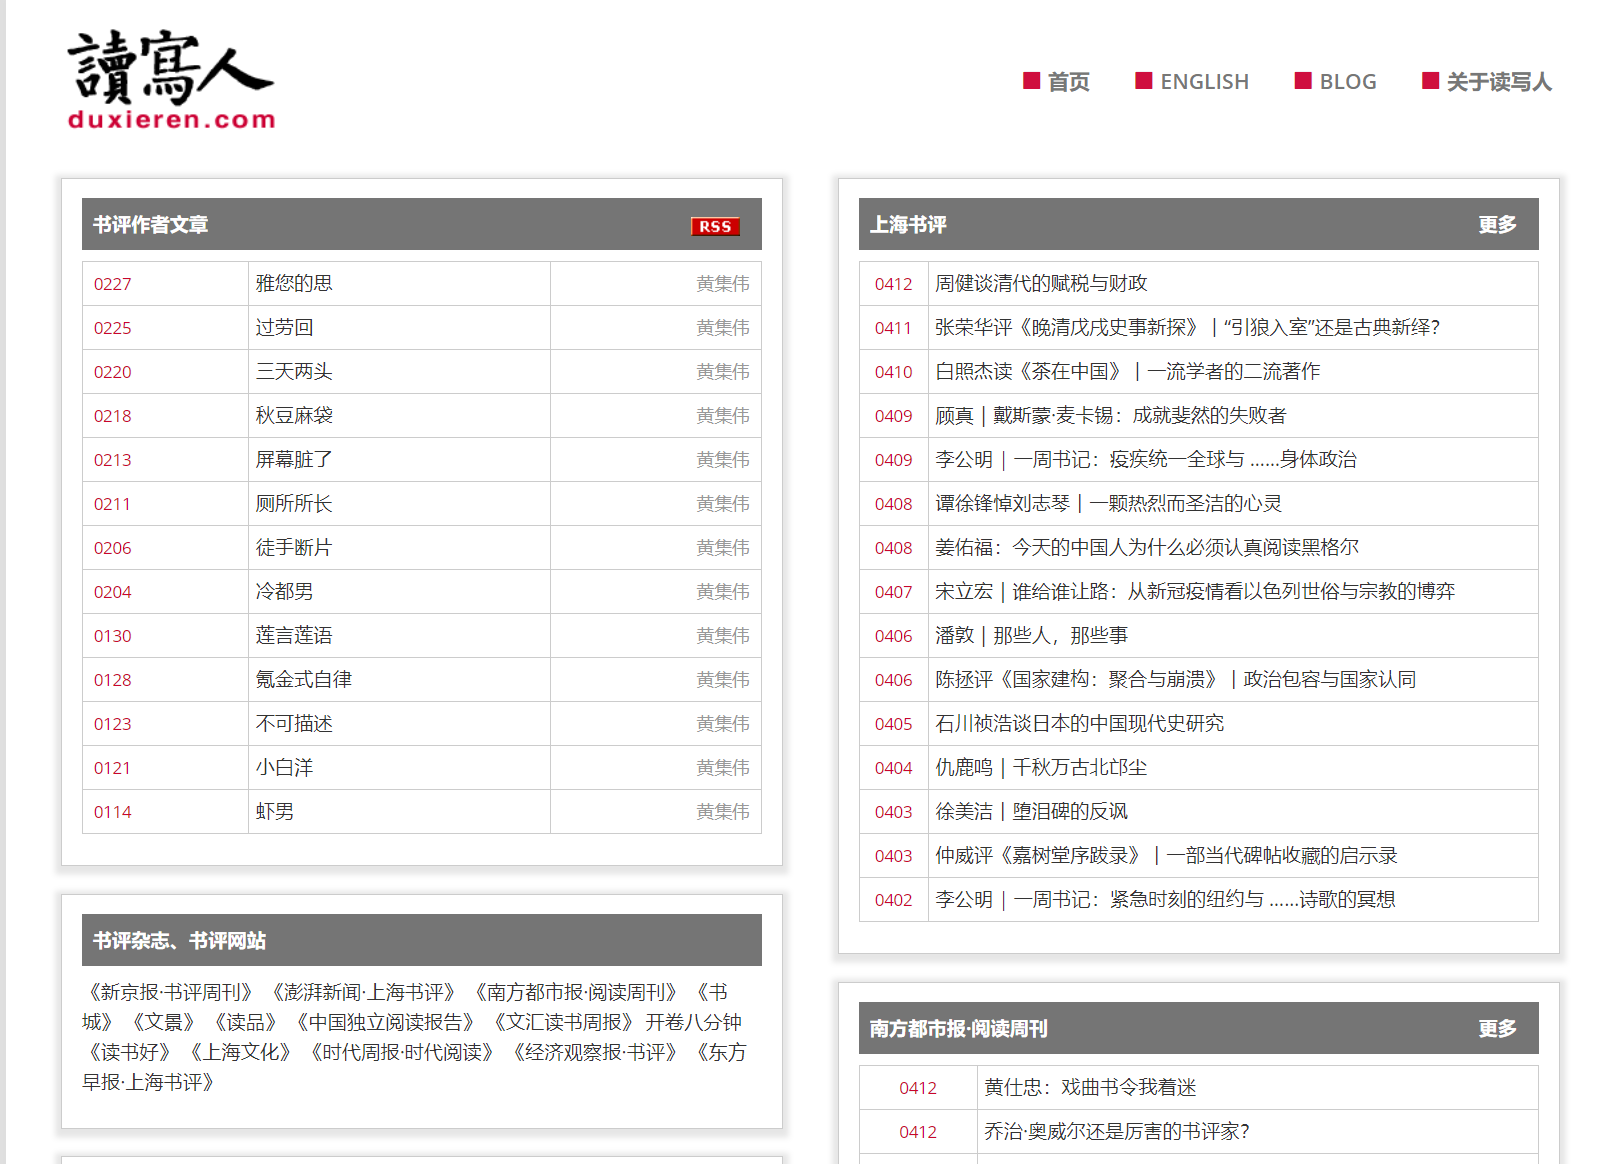 讀寫人
duxieren.com
首页 ENGLISH BLOG 关于读写人
书评作者文章 RSS
0227 雅您的思 黄集伟
0225 过劳回 黄集伟
0220 三天两头 黄集伟
0218 秋豆麻袋 黄集伟
0213 屏幕脏了 黄集伟
0211 厕所所长 黄集伟
0206 徒手断片 黄集伟
0204 冷都男 黄集伟
0130 莲言莲语 黄集伟
0128 氪金式自律 黄集伟
0123 不可描述 黄集伟
0121 小白洋 黄集伟
0114 虾男 黄集伟
书评杂志、书评网站
《新京报·书评周刊》 《澎湃新闻·上海书评》 《南方都市报·阅读周刊》 《书
城》 《文景》 《读品》 《中国独立阅读报告》 《文汇读书周报》 开卷八分钟
《读书好》 《上海文化》 《时代周报·时代阅读》 《经济观察报·书评》 《东方
早报·上海书评》
上海书评 更多
0412 周健谈清代的赋税与财政
0411 张荣华评《晚清戊戌史事新探》｜“引狼入室”还是古典新绎？
0410 白照杰读《茶在中国》｜一流学者的二流著作
0409 顾真｜戴斯蒙·麦卡锡：成就斐然的失败者
0409 李公明｜一周书记：疫疾统一全球与 ……身体政治
0408 谭徐锋悼刘志琴｜一颗热烈而圣洁的心灵
0408 姜佑福：今天的中国人为什么必须认真阅读黑格尔
0407 宋立宏｜谁给谁让路：从新冠疫情看以色列世俗与宗教的博弈
0406 潘敦｜那些人，那些事
0406 陈拯评《国家建构：聚合与崩溃》｜政治包容与国家认同
0405 石川祯浩谈日本的中国现代史研究
0404 仇鹿鸣｜千秋万古北邙尘
0403 徐美洁｜堕泪碑的反讽
0403 仲威评《嘉树堂序跋录》｜一部当代碑帖收藏的启示录
0402 李公明｜一周书记：紧急时刻的纽约与 ……诗歌的冥想
南方都市报·阅读周刊 更多
0412 黄仕忠：戏曲书令我着迷
0412 乔治·奥威尔还是厉害的书评家？